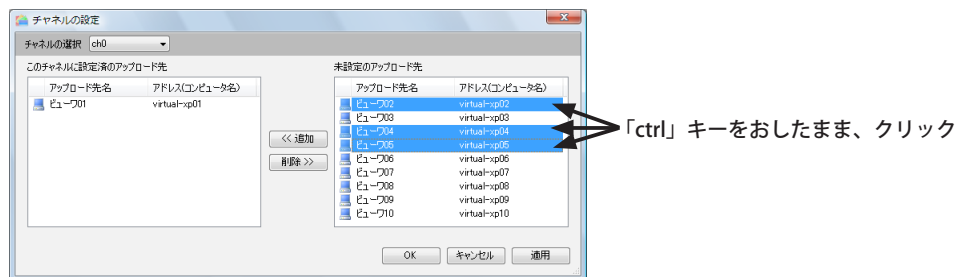 チャネルの設定
チャネルの選択 ch0
このチャネルに設定済のアップロード先
アップロード先名 アドレス(コンピュータ名)
ビューワ01 virtual-xp01
<< 追加
削除 >>
未設定のアップロード先
アップロード先名 アドレス(コンピュータ名)
ビューワ02 virtual-xp02
ビューワ03 virtual-xp03
ビューワ04 virtual-xp04
ビューワ05 virtual-xp05
ビューワ06 virtual-xp06
ビューワ07 virtual-xp07
ビューワ08 virtual-xp08
ビューワ09 virtual-xp09
ビューワ10 virtual-xp10
「ctrl」キーをおしたまま、クリック
OK キャンセル 適用